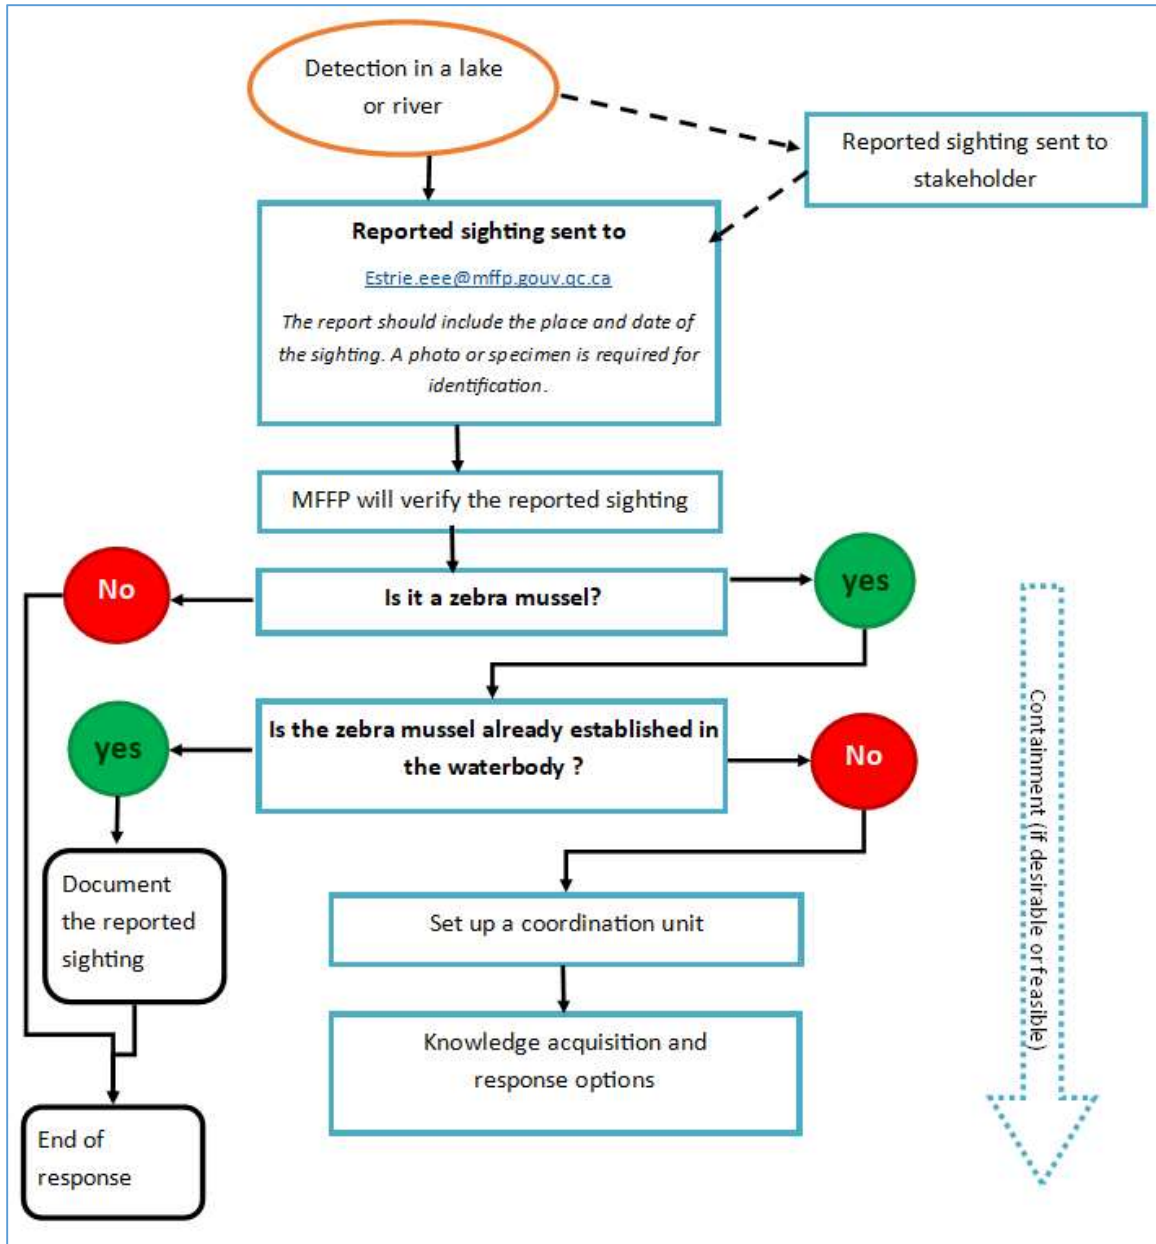 Detection in a lake
or river
Reported sighting sent to
stakeholder
Reported sighting sent to
Estrie.eee@mffp.gouv.qc.ca
The report should include the place and date of
the sighting. A photo or specimen is required for
identification.
MFFP will verify the reported sighting
No
Is it a zebra mussel?
yes
yes
Is the zebra mussel already established in
the waterbody ?
No
Containment (if desirable or feasible)
Document
the reported
sighting
Set up a coordination unit
Knowledge acquisition and
response options
End of
response